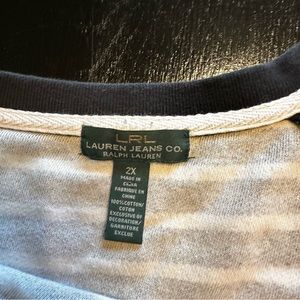 LRL
LAUREN JEANS CO.
RALPH LAUREN
2X
MADE IN
CHINA
FABRIQUE EN
CHINE
100%COTTON/
COTON
EXCLUSIVE OF
DECORATION/
GARNITURE
EXCLUE